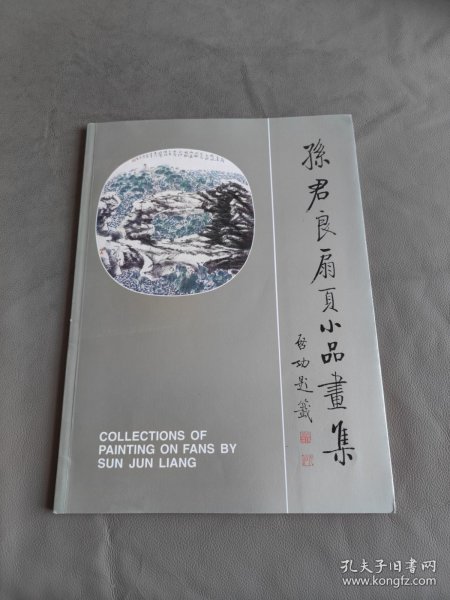 孫君良扇頁小品畫集
啓功題籤
COLLECTIONS OF
PAINTING ON FANS BY
SUN JUN LIANG
孔夫子旧书网
www.kongfz.com